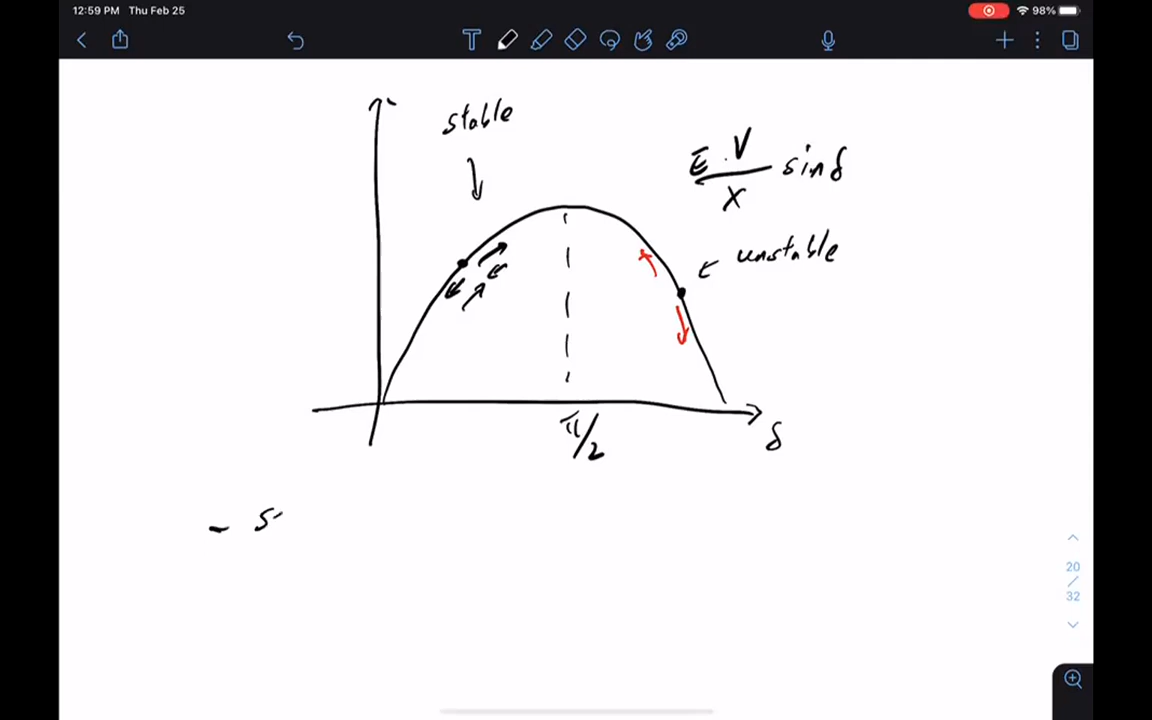 12:59 PM Thu Feb 25
98%
T
stable
E . V
/ X sin δ
unstable
π/2
δ
- s
20
/
32